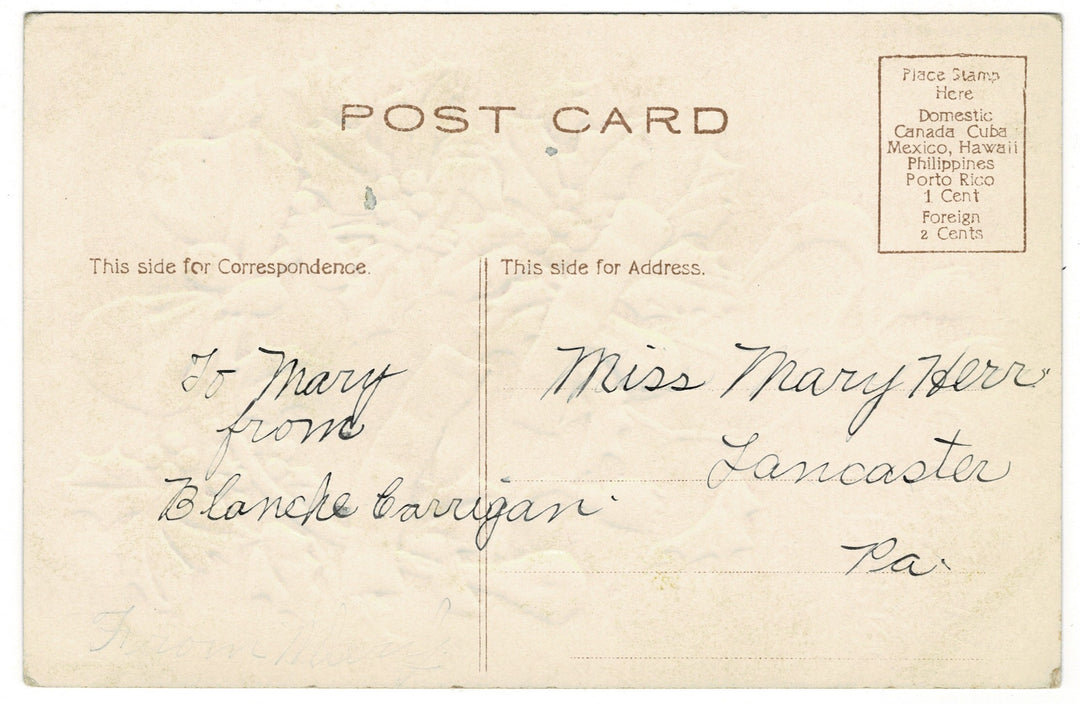 POST CARD
Place Stamp
Here
Domestic
Canada Cuba
Mexico, Hawaii
Philippines
Porto Rico
1 Cent
Foreign
2 Cents
This side for Correspondence.
This side for Address.
To Mary
from
Blanche Carrigan
Miss Mary Herr
Lancaster
Pa.